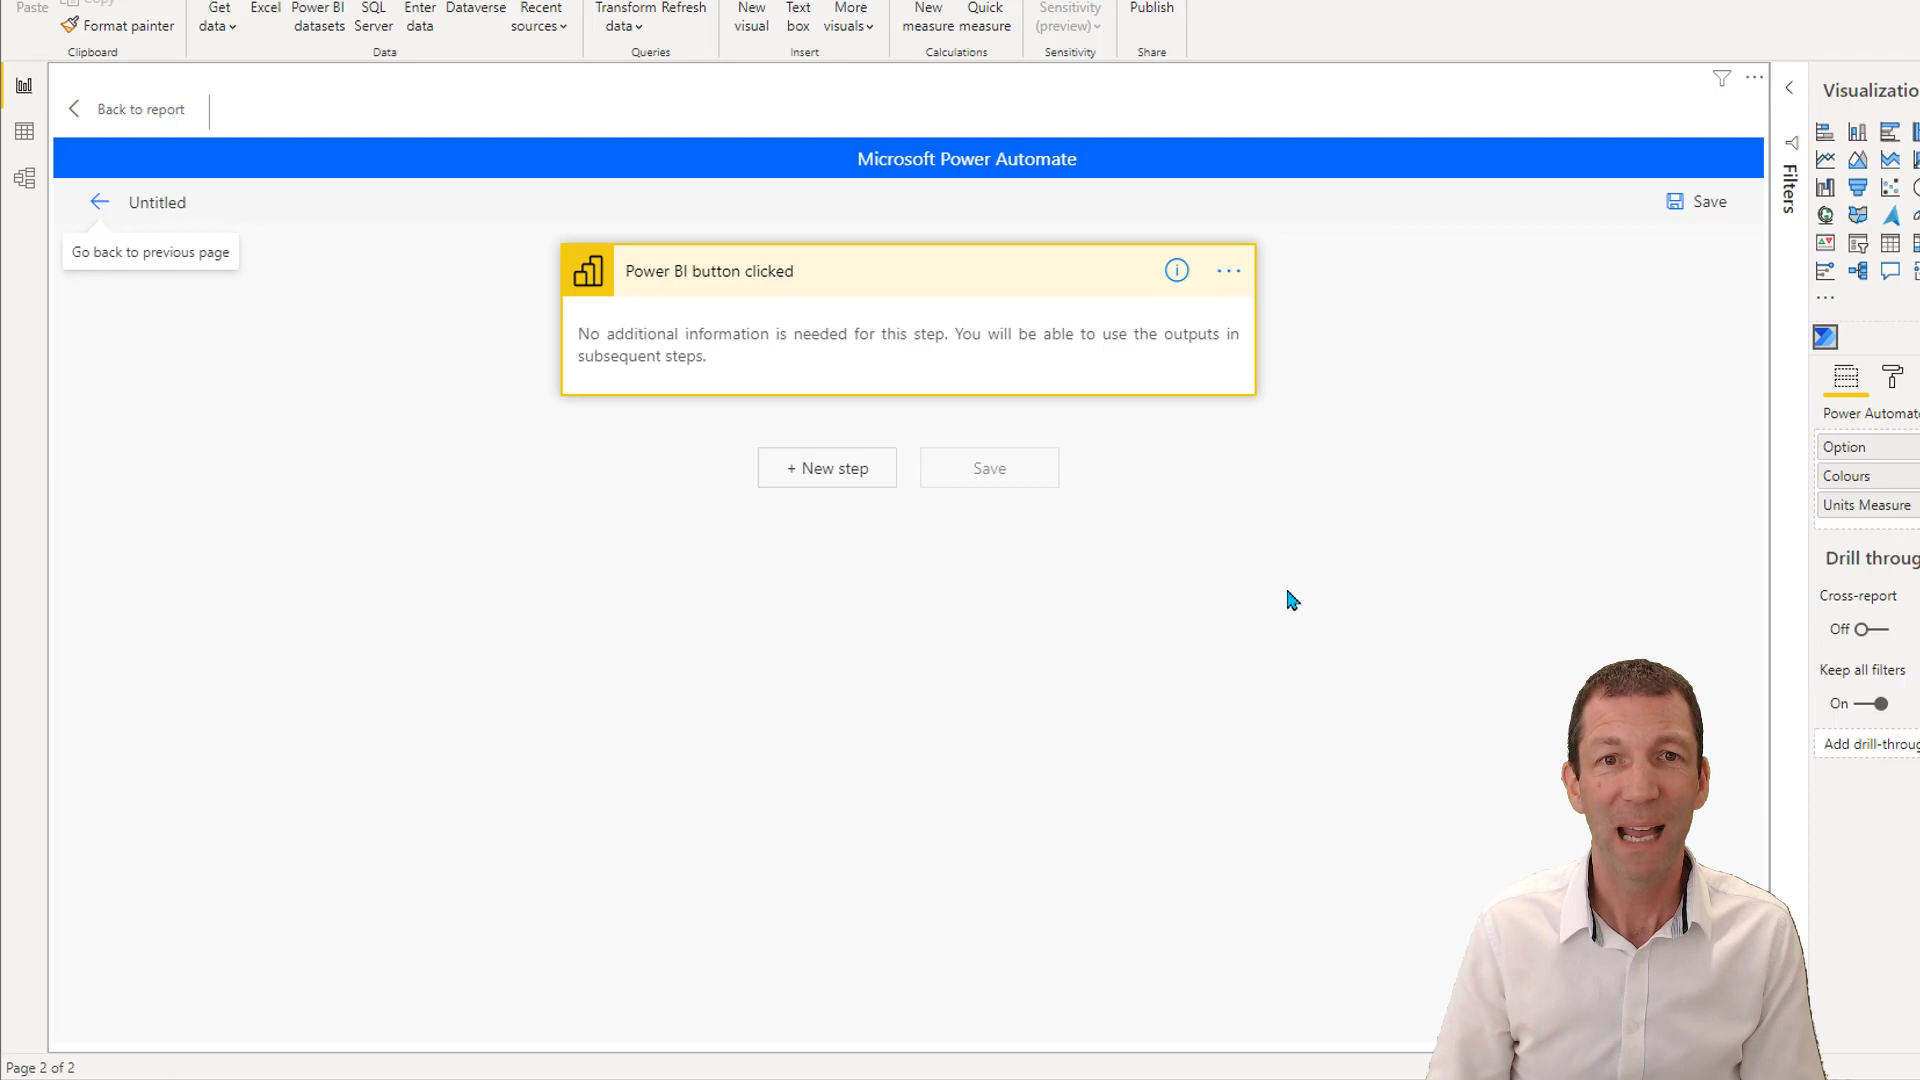 Paste
Copy
Format painter
Clipboard
Get data
Excel
Power BI datasets
SQL Server
Enter data
Dataverse
Recent sources
Data
Transform data
Refresh
Queries
New visual
Text box
More visuals
Insert
New measure
Quick measure
Calculations
Sensitivity (preview)
Sensitivity
Publish
Share
Back to report
Microsoft Power Automate
Untitled
Save
Go back to previous page
Power BI button clicked
No additional information is needed for this step. You will be able to use the outputs in
subsequent steps.
+ New step
Save
Filters
Visualizatio
Power Automate
Option
Colours
Units Measure
Drill throug
Cross-report
Off
Keep all filters
On
Add drill-throug
Page 2 of 2